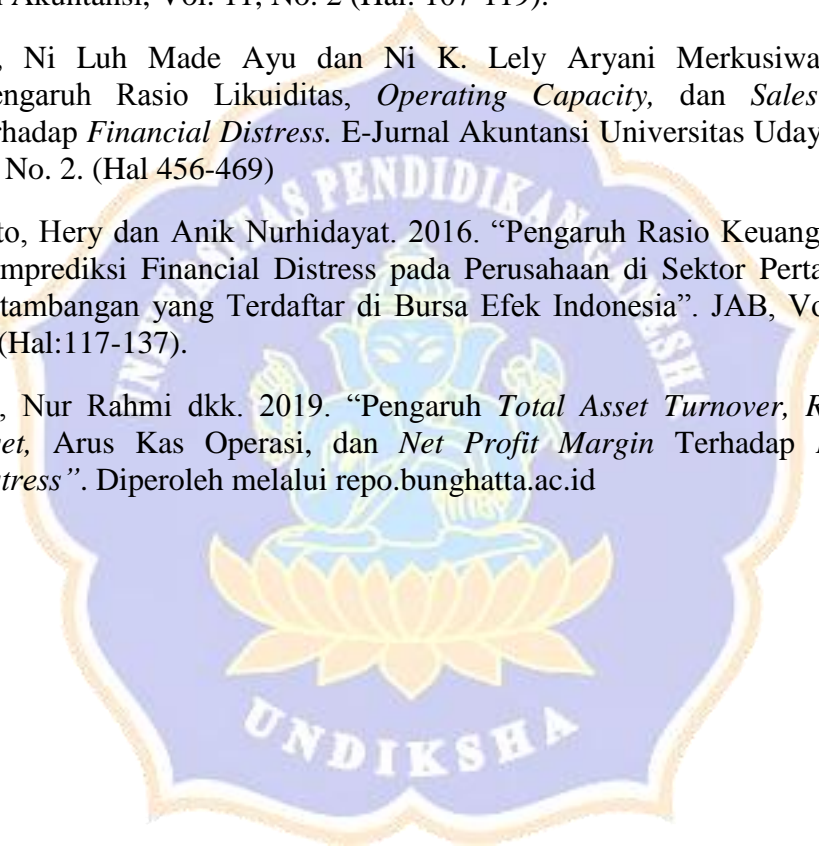 Akuntansi, Vol. 11, No. 2 (Hal. 107-119).
, Ni Luh Made Ayu dan Ni K. Lely Aryani Merkusiwa
engaruh Rasio Likuiditas, Operating Capacity, dan Sales
rhadap Financial Distress. E-Jurnal Akuntansi Universitas Uday
No. 2. (Hal 456-469)
to, Hery dan Anik Nurhidayat. 2016. “Pengaruh Rasio Keuang
mprediksi Financial Distress pada Perusahaan di Sektor Perta
tambangan yang Terdaftar di Bursa Efek Indonesia”. JAB, Vo
(Hal:117-137).
, Nur Rahmi dkk. 2019. “Pengaruh Total Asset Turnover, R
et, Arus Kas Operasi, dan Net Profit Margin Terhadap
stress”. Diperoleh melalui repo.bunghatta.ac.id
UNIVERSITAS PENDIDIKAN GANESHA
UNDIKSHA